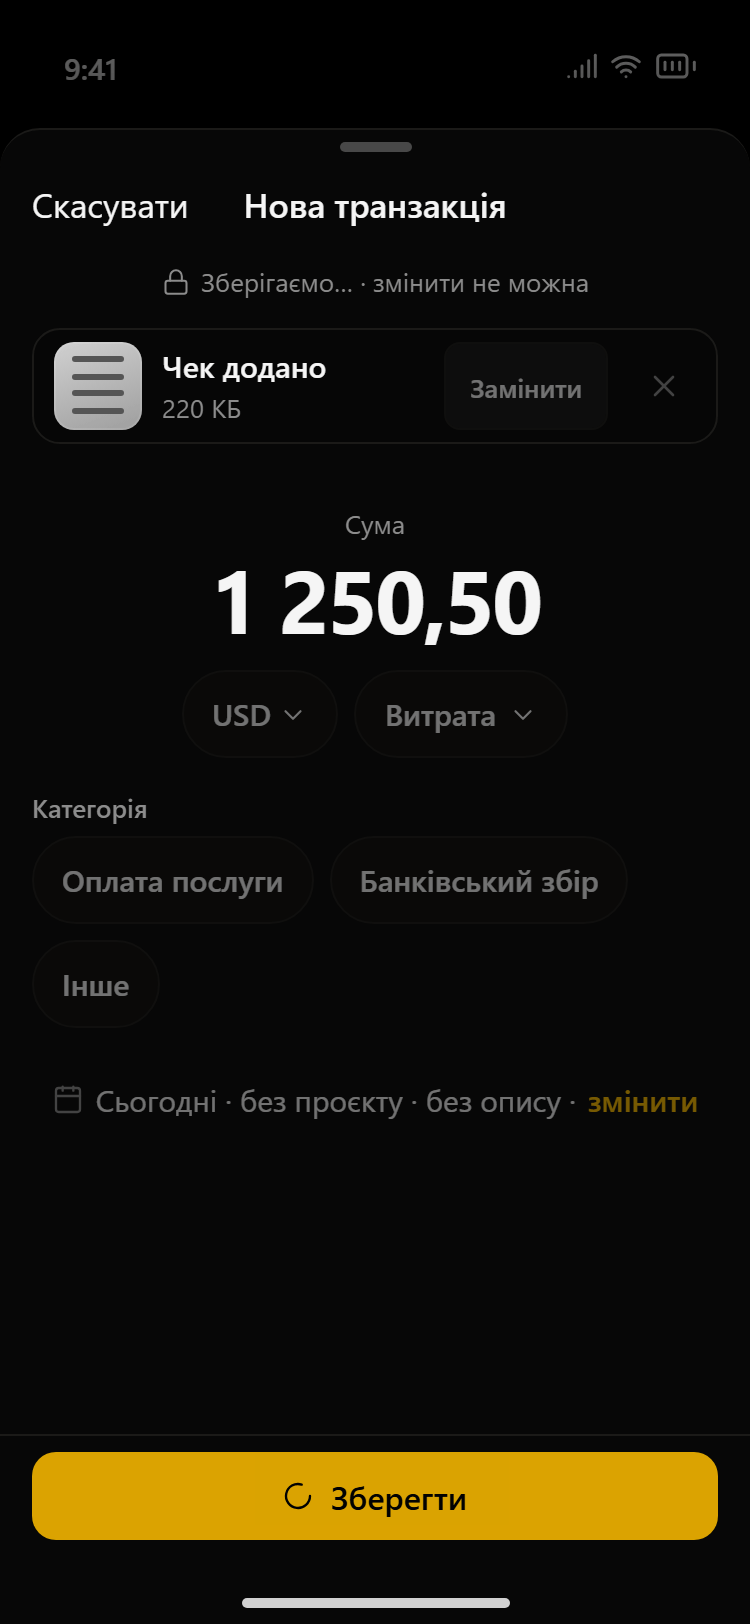 9:41
Скасувати Нова транзакція
Зберігаємо... · змінити не можна
Чек додано
220 КБ
Замінити
Сума
1 250,50
USD Витрата
Категорія
Оплата послуги Банківський збір
Інше
Сьогодні · без проєкту · без опису · змінити
Зберегти